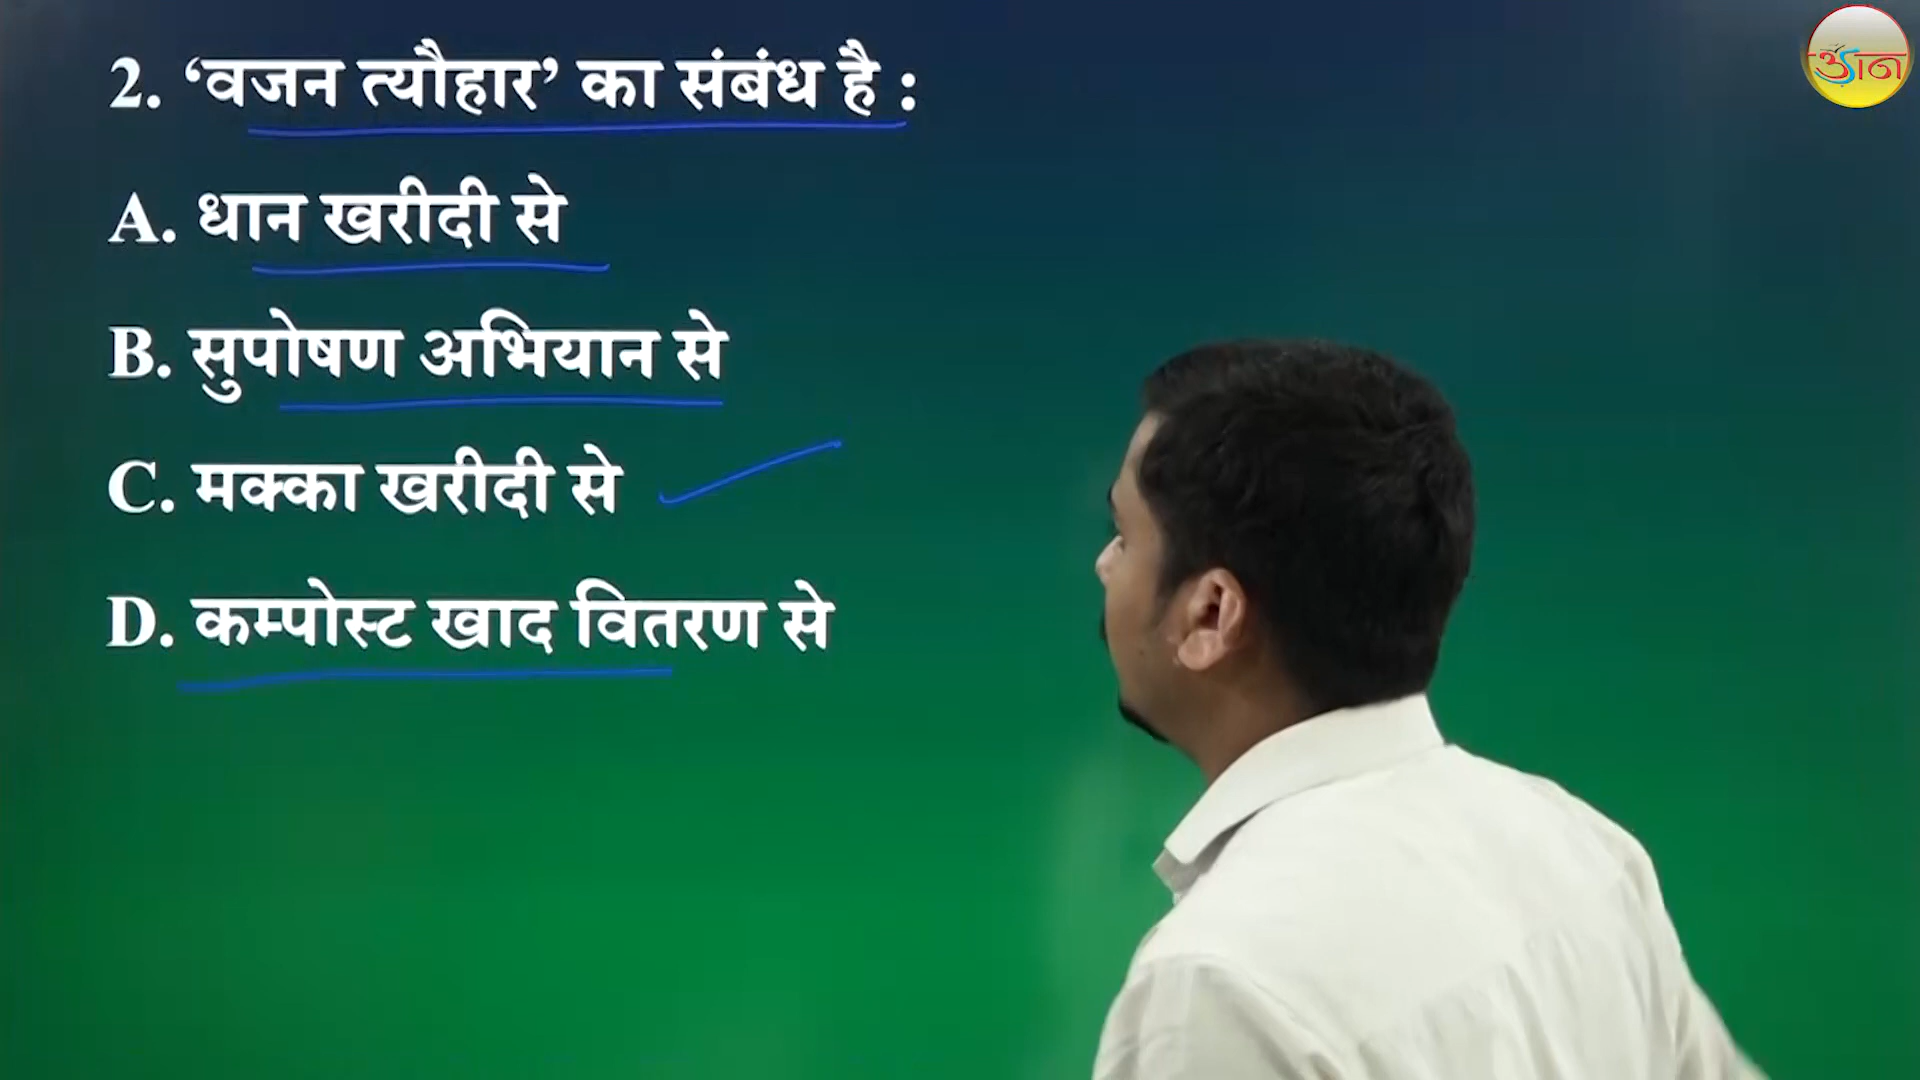 2. ‘वजन त्यौहार’ का संबंध है :
A. धान खरीदी से
B. सुपोषण अभियान से
C. मक्का खरीदी से
D. कम्पोस्ट खाद वितरण से